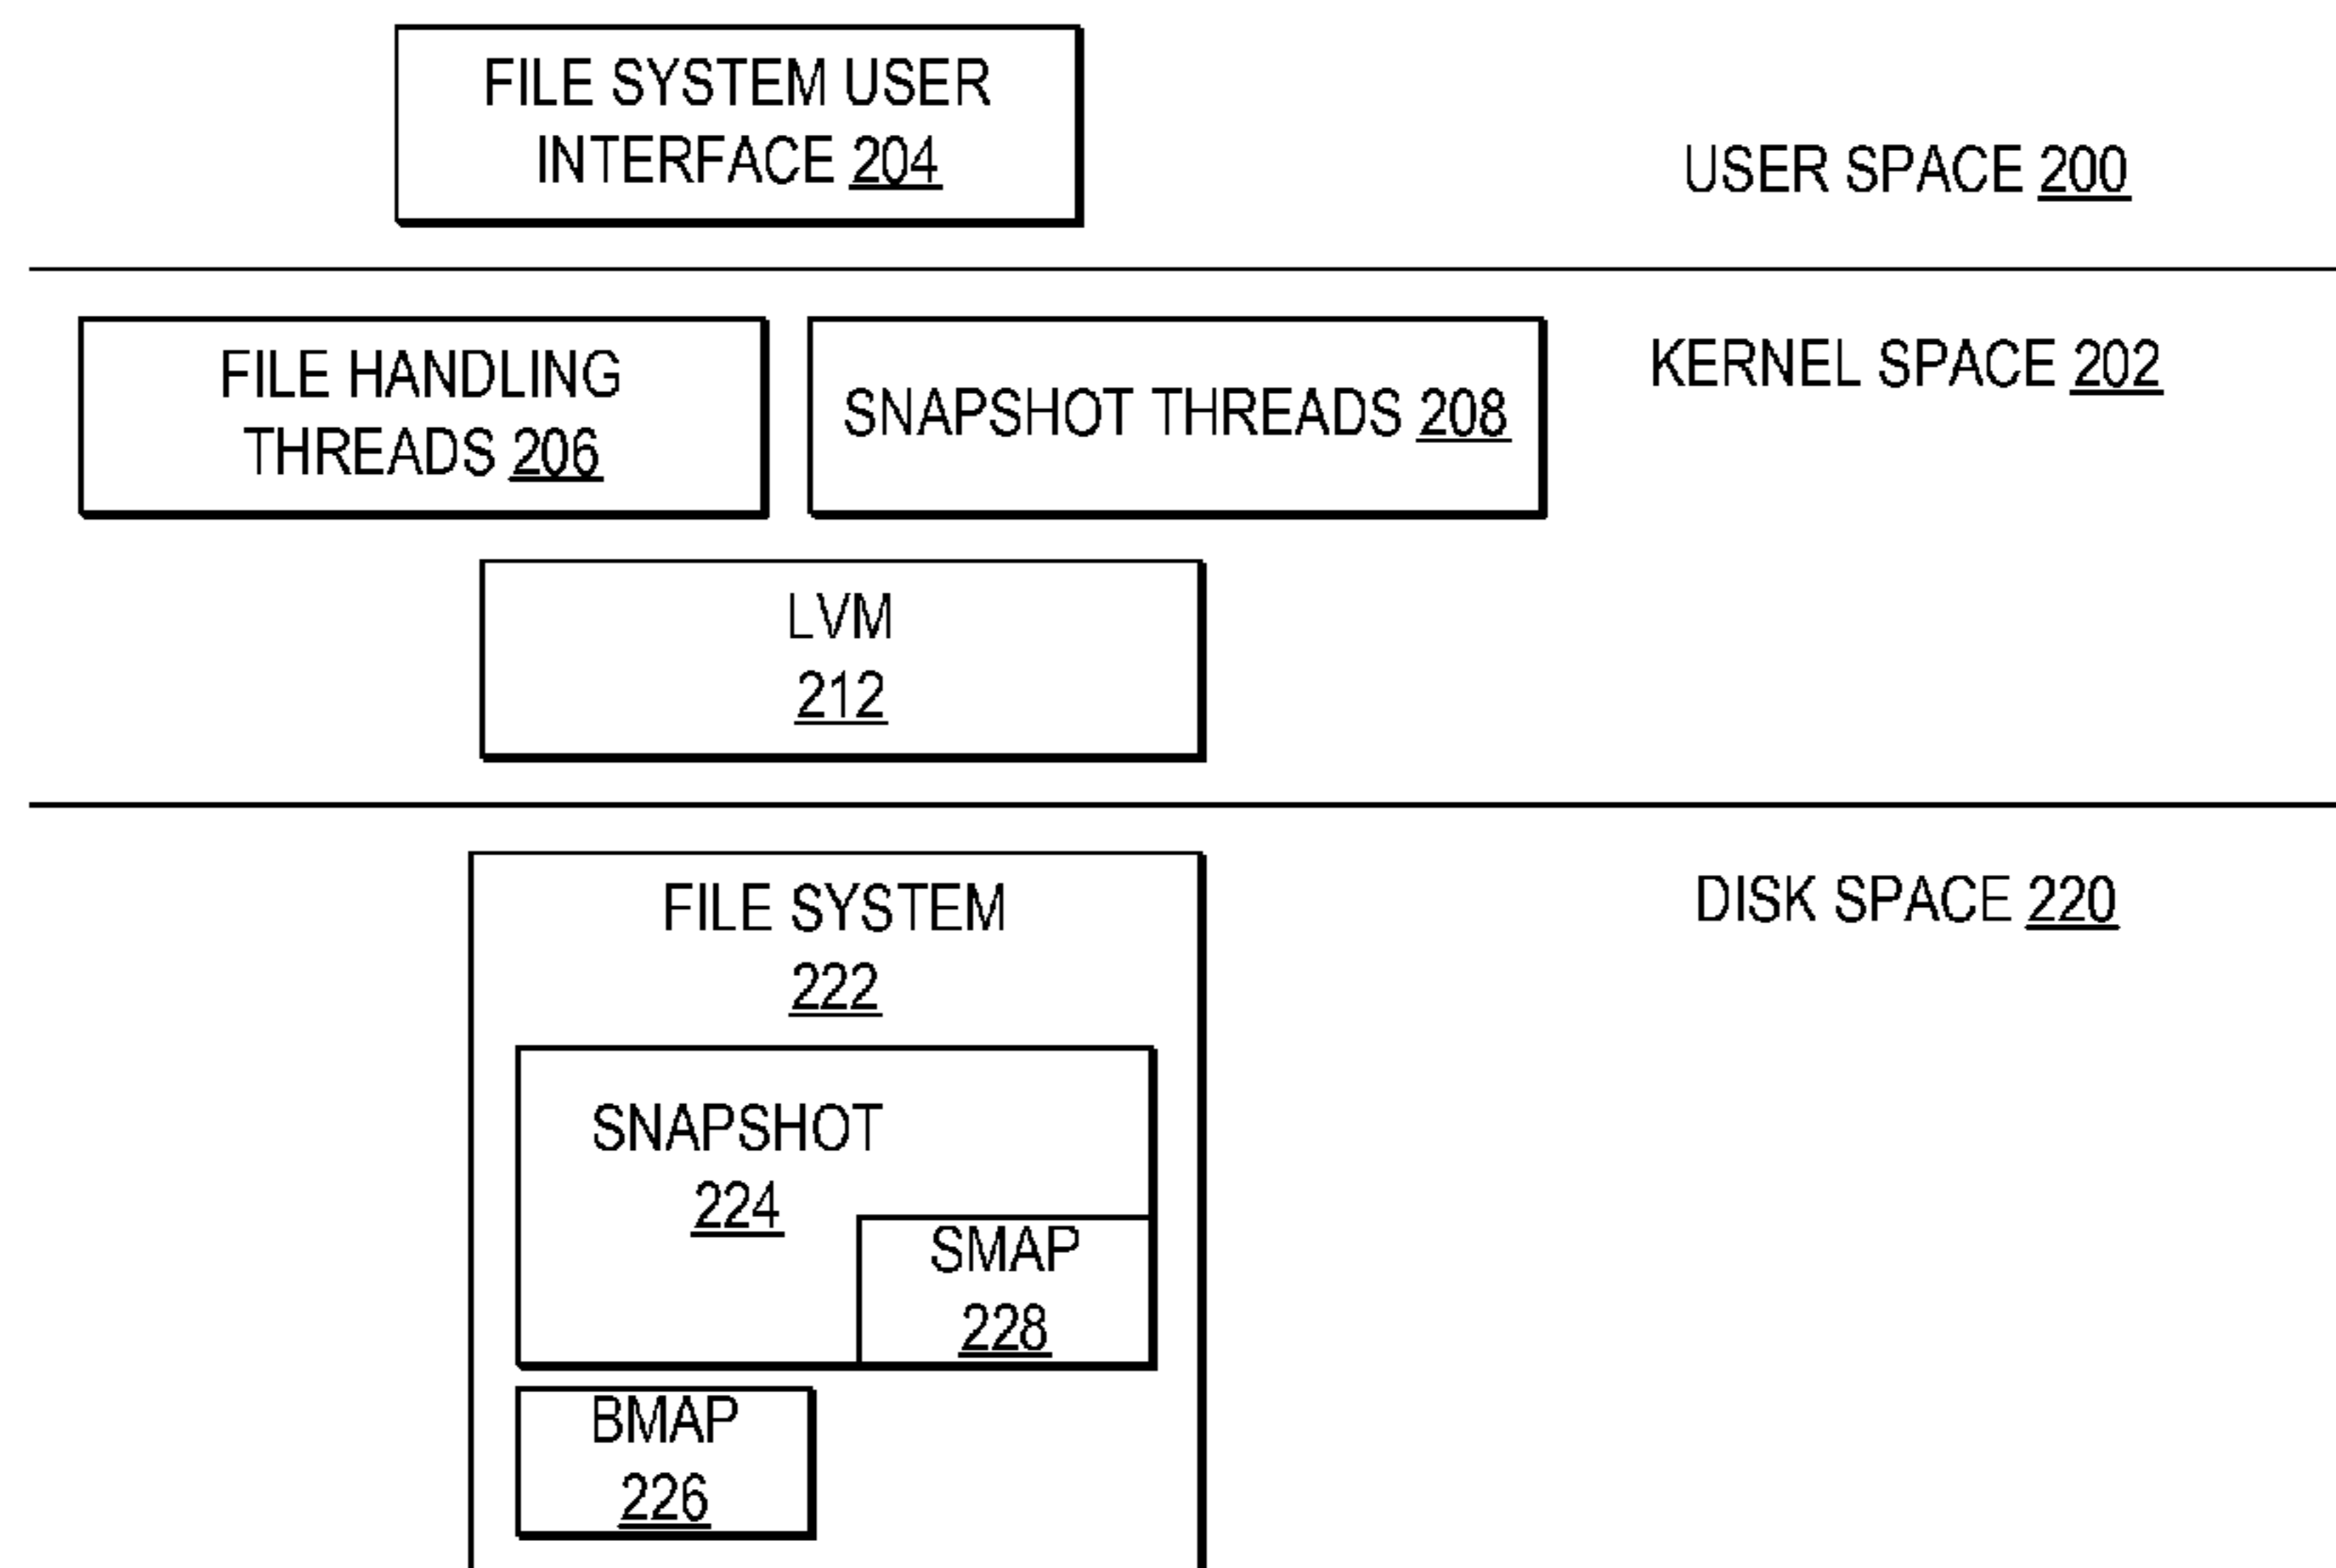 FILE SYSTEM USER
INTERFACE 204
USER SPACE 200
FILE HANDLING
THREADS 206
SNAPSHOT THREADS 208
KERNEL SPACE 202
LVM
212
FILE SYSTEM
222
DISK SPACE 220
SNAPSHOT
224
SMAP
228
BMAP
226